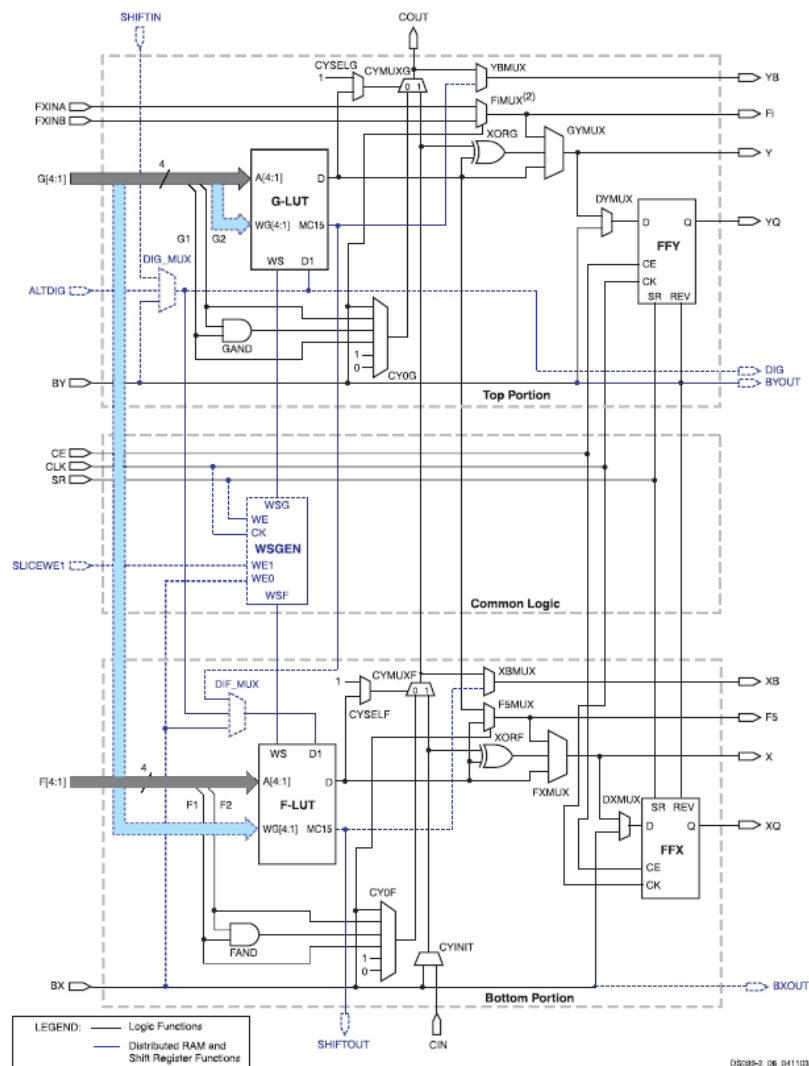 SHIFTIN
COUT
CYSELG
CYMUXG
YBMUX
1
0 1
YB
FXINA
FXINB
FiMUX(2)
Fi
XORG
GYMUX
Y
4
G[4:1]
A[4:1]
D
G-LUT
WG[4:1]
MC15
G1
G2
WS
D1
DYMUX
D
Q
FFY
CE
CK
SR
REV
YQ
DIG_MUX
ALTDIG
GAND
1
0
CY0G
BY
DIG
BYOUT
Top Portion
CE
CLK
SR
WSG
WE
CK
WSGEN
WE1
WE0
WSF
SLICEWE1
Common Logic
CYMUXF
XBMUX
XB
1
0 1
DIF_MUX
CYSELF
F5MUX
F5
XORF
X
FXMUX
WS
D1
4
F[4:1]
A[4:1]
D
F-LUT
WG[4:1]
MC15
F1
F2
DXMUX
SR
REV
D
Q
FFX
CE
CK
XQ
CY0F
FAND
1
0
CYINIT
BX
BXOUT
Bottom Portion
LEGEND:
Logic Functions
Distributed RAM and
Shift Register Functions
SHIFTOUT
CIN
DS099-2_05_041103